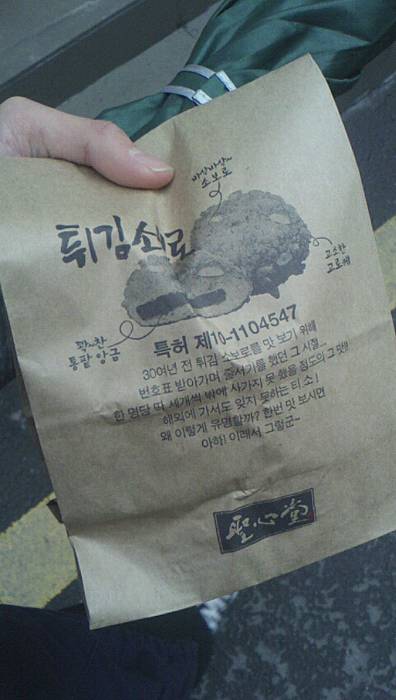 바삭바삭~
소보로
튀김소보로
고소한
고로케
꽉~찬
통팥 앙금
특허 제10-1104547
30여년 전 튀김 소보로를 맛 보기 위해
번호표 받아가며 줄서기를 했던 그 시절...
한 명당 딱 세개씩 밖에 사가지 못 했을 정도의 그 맛!!
해외에 가서도 잊지 못하는 티.소!
왜 이렇게 유명할까? 한번 맛 보시면
아하! 이래서 그렇군~
聖心堂